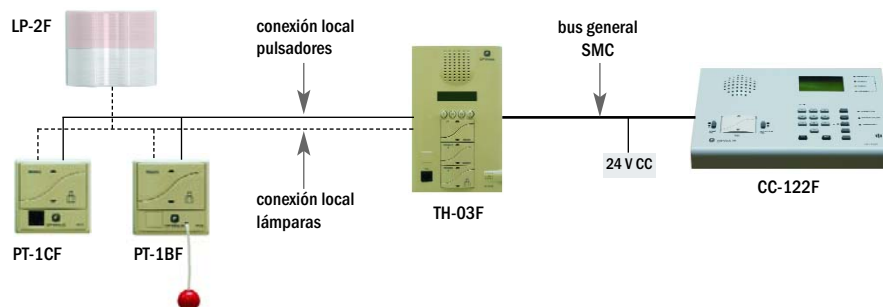 LP-2F
conexión local
pulsadores
bus general
SMC
24 V CC
CC-122F
conexión local
lámparas
TH-03F
PT-1CF
PT-1BF